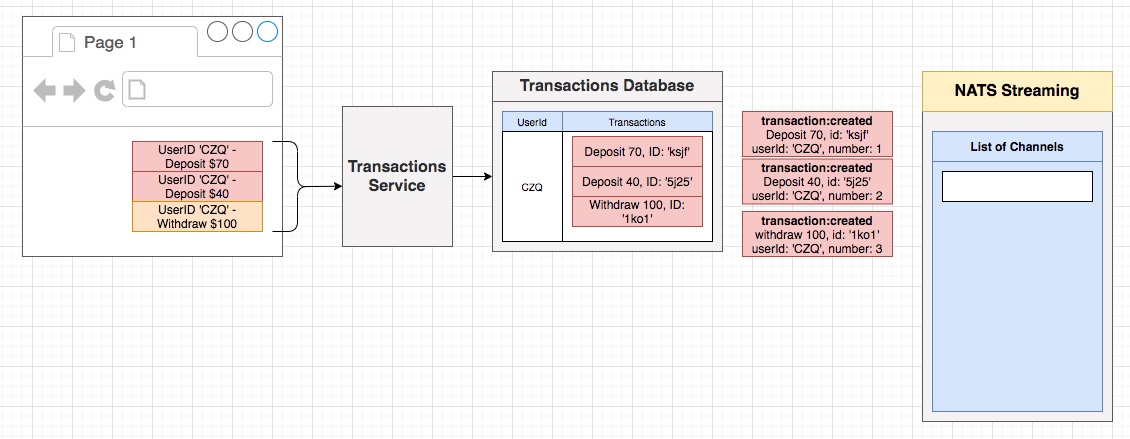 Page 1
UserID 'CZQ' -
Deposit $70
UserID 'CZQ' -
Deposit $40
UserID 'CZQ' -
Withdraw $100
Transactions
Service
Transactions Database
UserId
Transactions
CZQ
Deposit 70, ID: 'ksjf'
Deposit 40, ID: '5j25'
Withdraw 100, ID:
'1ko1'
transaction:created
Deposit 70, id: 'ksjf'
userId: 'CZQ', number: 1
transaction:created
Deposit 40, id: '5j25'
userId: 'CZQ', number: 2
transaction:created
withdraw 100, id: '1ko1'
userId: 'CZQ', number: 3
NATS Streaming
List of Channels